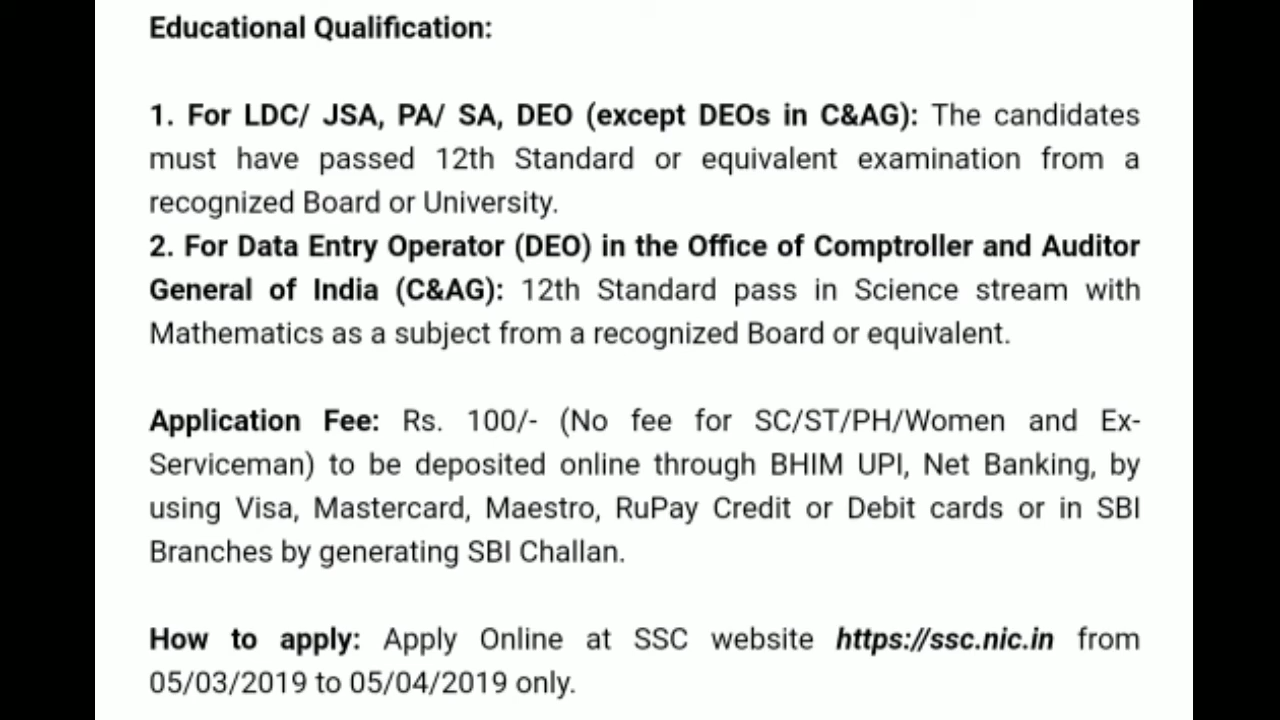 Educational Qualification:
1. For LDC/ JSA, PA/ SA, DEO (except DEOs in C&AG): The candidates
must have passed 12th Standard or equivalent examination from a
recognized Board or University.
2. For Data Entry Operator (DEO) in the Office of Comptroller and Auditor
General of India (C&AG): 12th Standard pass in Science stream with
Mathematics as a subject from a recognized Board or equivalent.
Application Fee: Rs. 100/- (No fee for SC/ST/PH/Women and Ex-
Serviceman) to be deposited online through BHIM UPI, Net Banking, by
using Visa, Mastercard, Maestro, RuPay Credit or Debit cards or in SBI
Branches by generating SBI Challan.
How to apply: Apply Online at SSC website https://ssc.nic.in from
05/03/2019 to 05/04/2019 only.